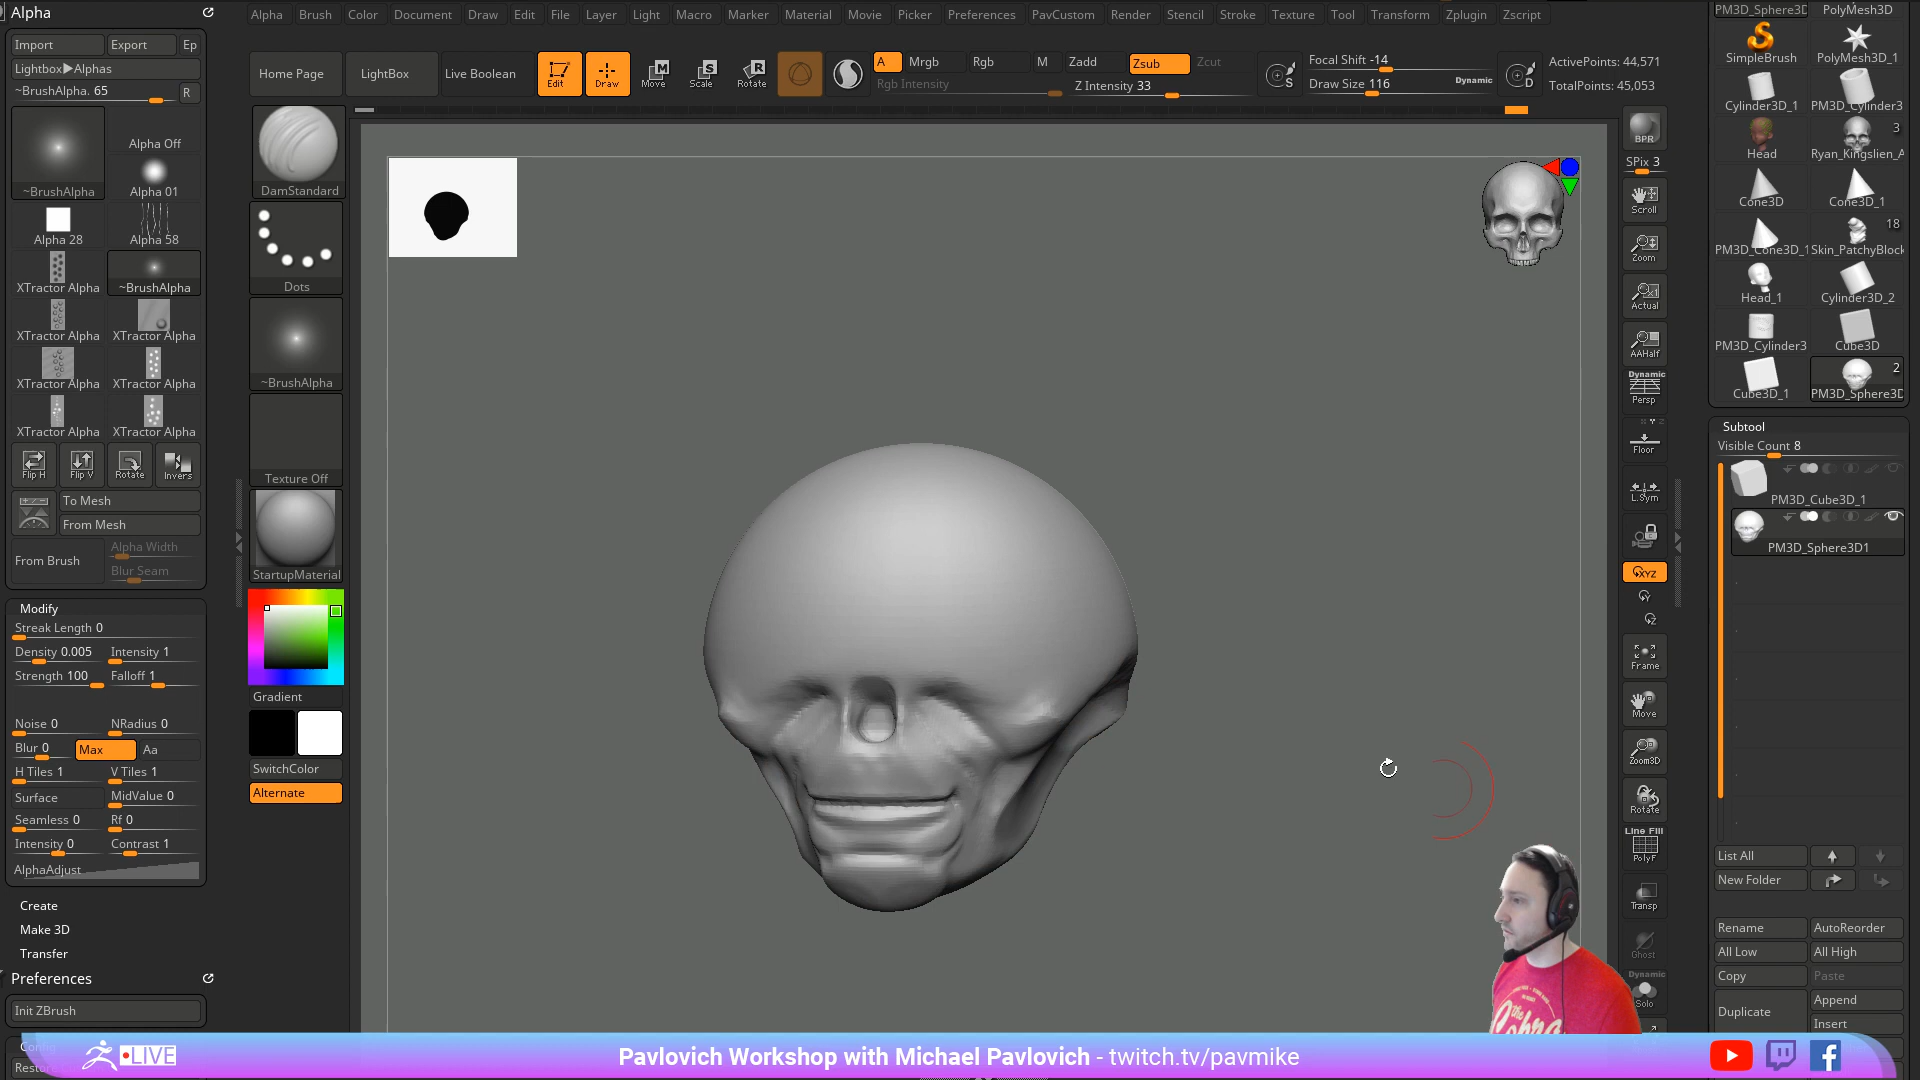 Alpha
Alpha Brush Color Document Draw Edit File Layer Light Macro Marker Material Movie Picker Preferences PavCustom Render Stencil Stroke Texture Tool Transform Zplugin Zscript
Import Export Ep
Lightbox▶Alphas
~BrushAlpha. 65 R
~BrushAlpha
Alpha Off
Alpha 01
Alpha 28
Alpha 58
XTractor Alpha
~BrushAlpha
XTractor Alpha
XTractor Alpha
XTractor Alpha
XTractor Alpha
XTractor Alpha
XTractor Alpha
Flip H Flip V Rotate Invers
To Mesh
From Mesh
From Brush
Alpha Width
Blur Seam
Modify
Streak Length 0
Density 0.005 Intensity 1
Strength 100 Falloff 1
Noise 0 NRadius 0
Blur 0 Max Aa
H Tiles 1 V Tiles 1
Surface MidValue 0
Seamless 0 Rf 0
Intensity 0 Contrast 1
AlphaAdjust
Create
Make 3D
Transfer
Preferences
Init ZBrush
Home Page LightBox Live Boolean
Edit Draw Move Scale Rotate
A Mrgb Rgb M Zadd Zsub Zcut
Rgb Intensity
Z Intensity 33
Focal Shift -14
Draw Size 116
Dynamic
S
D
ActivePoints: 44,571
TotalPoints: 45,053
DamStandard
Dots
~BrushAlpha
Texture Off
StartupMaterial
Gradient
SwitchColor
Alternate
BPR
SPix 3
Scroll
Zoom
Actual
AAHalf
Dynamic
Persp
Floor
L.Sym
XYZ
Frame
Move
Zoom3D
Rotate
Line Fill
PolyF
Transp
Ghost
Dynamic
Solo
PM3D_Sphere3D PolyMesh3D
SimpleBrush PolyMesh3D_1
Cylinder3D_1 PM3D_Cylinder3
3
Head Ryan_Kingslien_A
Cone3D Cone3D_1
18
PM3D_Cone3D_1 Skin_PatchyBlock
Head_1 Cylinder3D_2
PM3D_Cylinder3 Cube3D
2
Cube3D_1 PM3D_Sphere3D
Subtool
Visible Count 8
PM3D_Cube3D_1
PM3D_Sphere3D1
List All
New Folder
Rename AutoReorder
All Low All High
Copy Paste
Duplicate Append
Insert
LIVE
Pavlovich Workshop with Michael Pavlovich - twitch.tv/pavmike